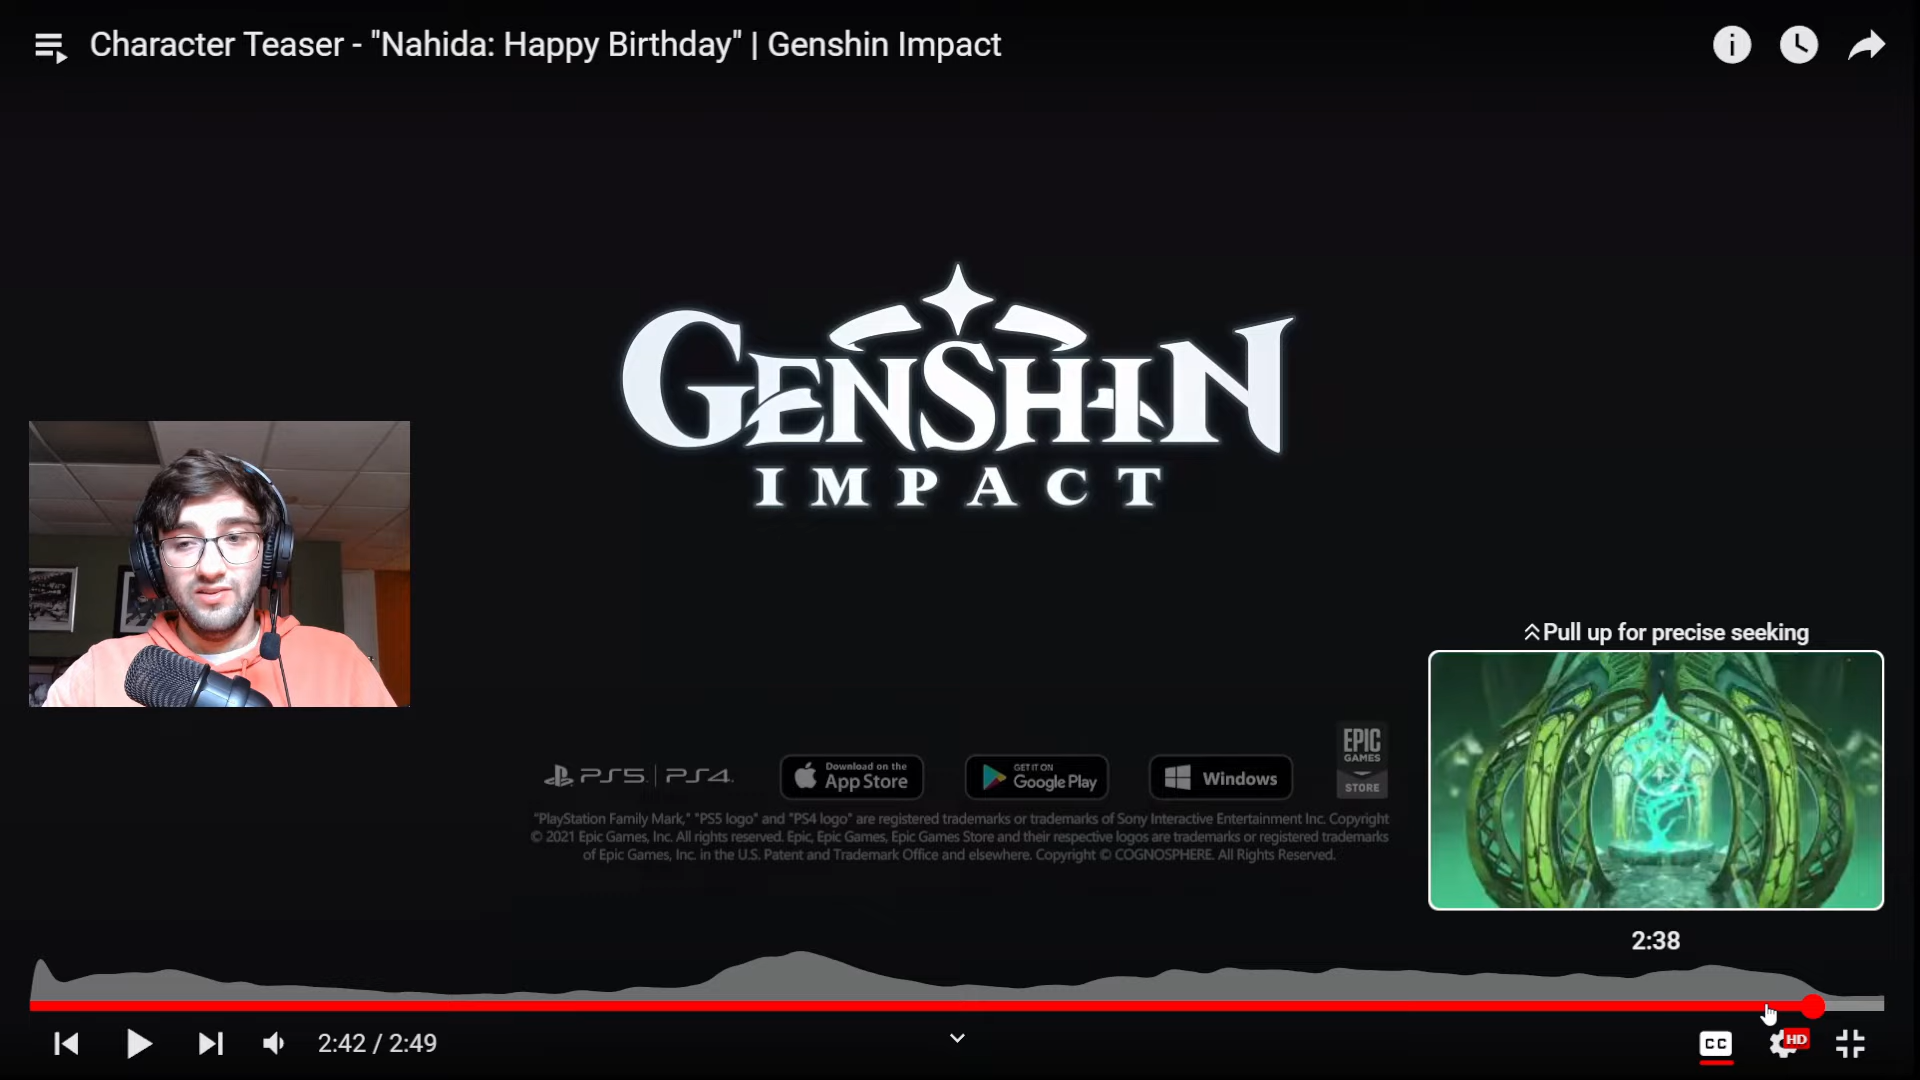 Character Teaser - "Nahida: Happy Birthday" | Genshin Impact
GENSHIN
IMPACT
Pull up for precise seeking
PS5 | PS4
Download on the
App Store
GET IT ON
Google Play
Windows
EPIC
GAMES
STORE
"PlayStation Family Mark," "PS5 logo" and "PS4 logo" are registered trademarks or trademarks of Sony Interactive Entertainment Inc. Copyright
© 2021 Epic Games, Inc. All rights reserved. Epic, Epic Games, Epic Games Store and their respective logos are trademarks or registered trademarks
of Epic Games, Inc. in the U.S. Patent and Trademark Office and elsewhere. Copyright © COGNOSPHERE. All Rights Reserved.
2:38
2:42 / 2:49
CC
HD